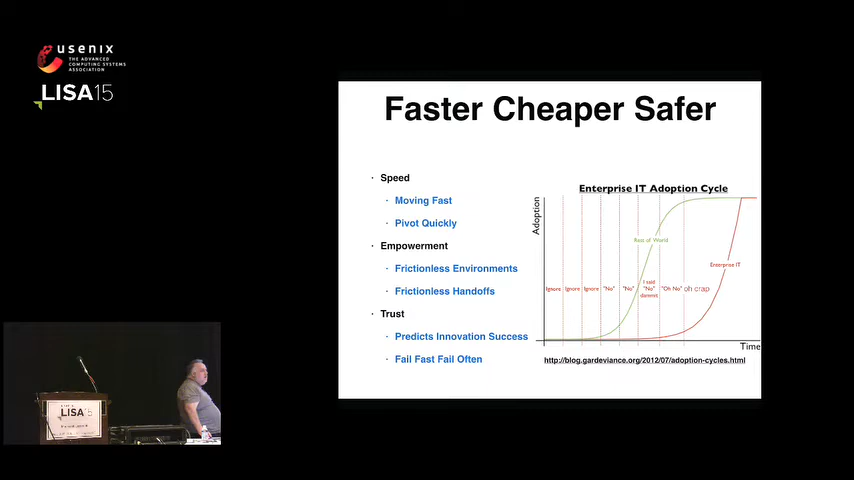 usenix
THE ADVANCED
COMPUTING SYSTEMS
ASSOCIATION
LISA15
Faster Cheaper Safer
· Speed
· Moving Fast
· Pivot Quickly
· Empowerment
· Frictionless Environments
· Frictionless Handoffs
· Trust
· Predicts Innovation Success
· Fail Fast Fail Often
Enterprise IT Adoption Cycle
Adoption
Rest of World
Enterprise IT
Ignore Ignore Ignore "No" "No" I said "No" dammit "Oh No" oh crap
Time
http://blog.gardeviance.org/2012/07/adoption-cycles.html
LISA15